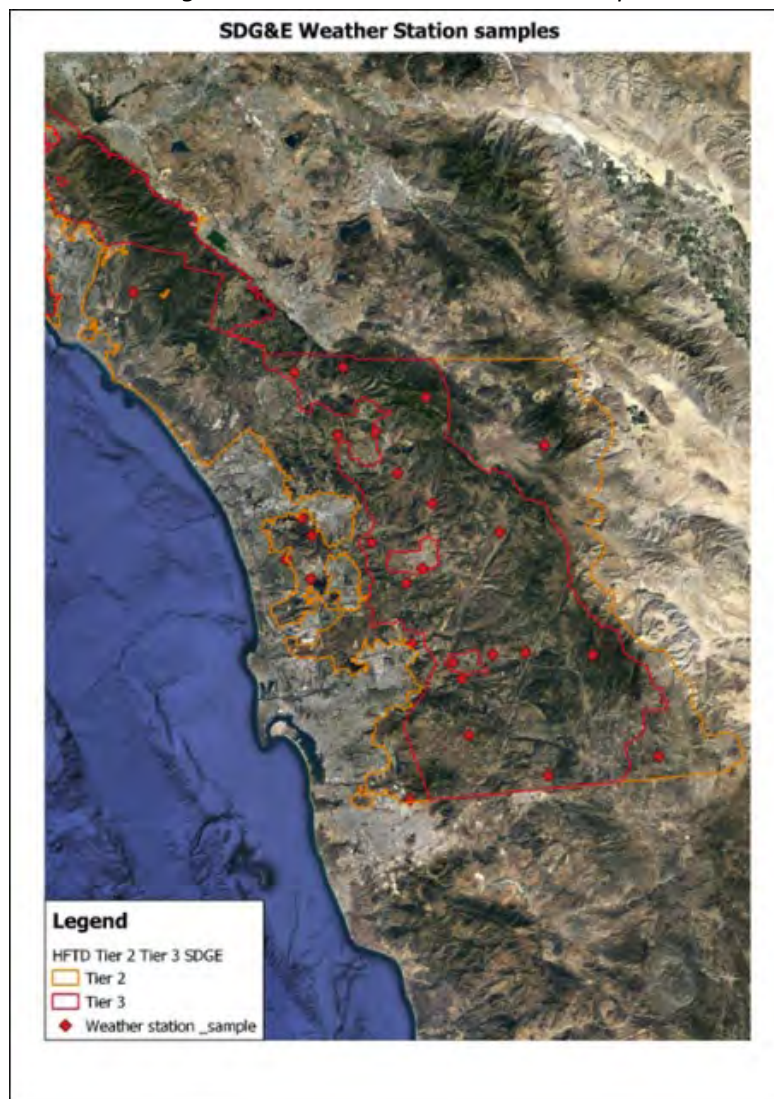 SDG&E Weather Station samples
Legend
HFTD Tier 2 Tier 3 SDGE
Tier 2
Tier 3
Weather station _sample